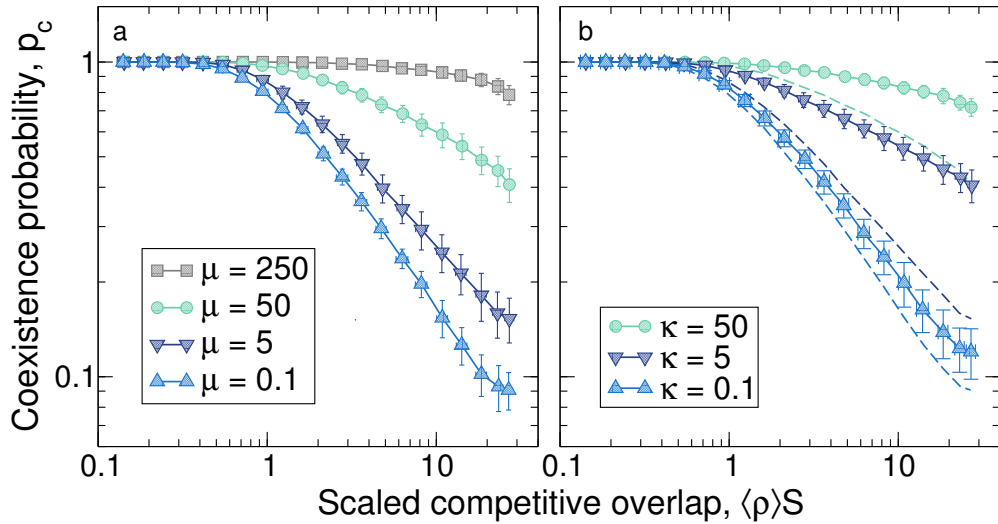 a
b
1
0.1
Coexistence probability, p_c
μ = 250
μ = 50
μ = 5
μ = 0.1
κ = 50
κ = 5
κ = 0.1
0.1
1
10
0.1
1
10
Scaled competitive overlap, ⟨ρ⟩S